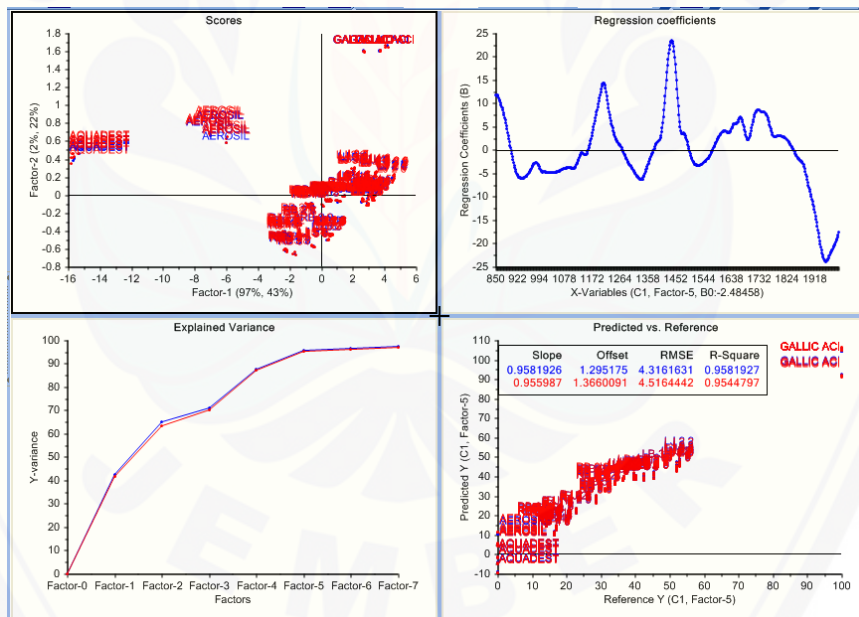 Scores
1.8
1.6
1.4
1.2
1
0.8
0.6
0.4
0.2
0
-0.2
-0.4
-0.6
-0.8
Factor-2 (2%, 22%)
AEROSIL
AEROSIL
AEROSIL
AQUADEST
AQUADEST
AQUADEST
-16 -14 -12 -10 -8 -6 -4 -2 0 2 4 6
Factor-1 (97%, 43%)
Regression coefficients
25
20
15
10
5
0
-5
-10
-15
-20
-25
Regression Coefficients (B)
850 922 994 1078 1172 1264 1358 1452 1544 1638 1732 1824 1918
X-Variables (C1, Factor-5, B0:-2.48458)
Explained Variance
100
90
80
70
60
50
40
30
20
10
0
Y-variance
Factor-0 Factor-1 Factor-2 Factor-3 Factor-4 Factor-5 Factor-6 Factor-7
Factors
Predicted vs. Reference
110
100
90
80
70
60
50
40
30
20
10
0
-10
Predicted Y (C1, Factor-5)
Slope Offset RMSE R-Square
0.9581926 1.295175 4.3161631 0.9581927
0.955987 1.3660091 4.5164442 0.9544797
GALLIC ACI
GALLIC ACI
AEROSIL
AEROSIL
AQUADEST
AQUADEST
AQUADEST
0 10 20 30 40 50 60 70 80 90 100
Reference Y (C1, Factor-5)
JEMBER